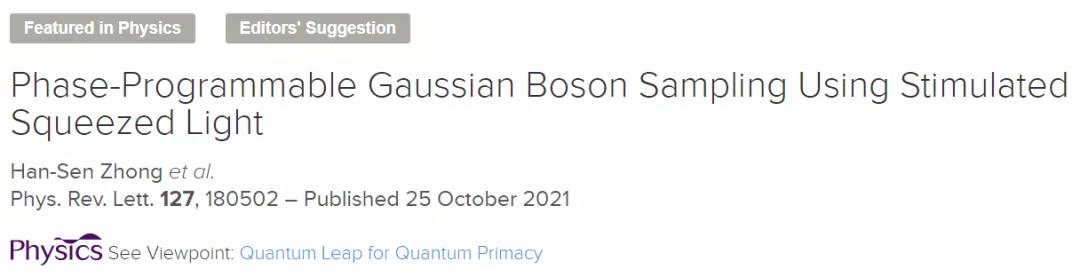 Featured in Physics Editors' Suggestion
Phase-Programmable Gaussian Boson Sampling Using Stimulated
Squeezed Light
Han-Sen Zhong et al.
Phys. Rev. Lett. 127, 180502 – Published 25 October 2021
Physics See Viewpoint: Quantum Leap for Quantum Primacy